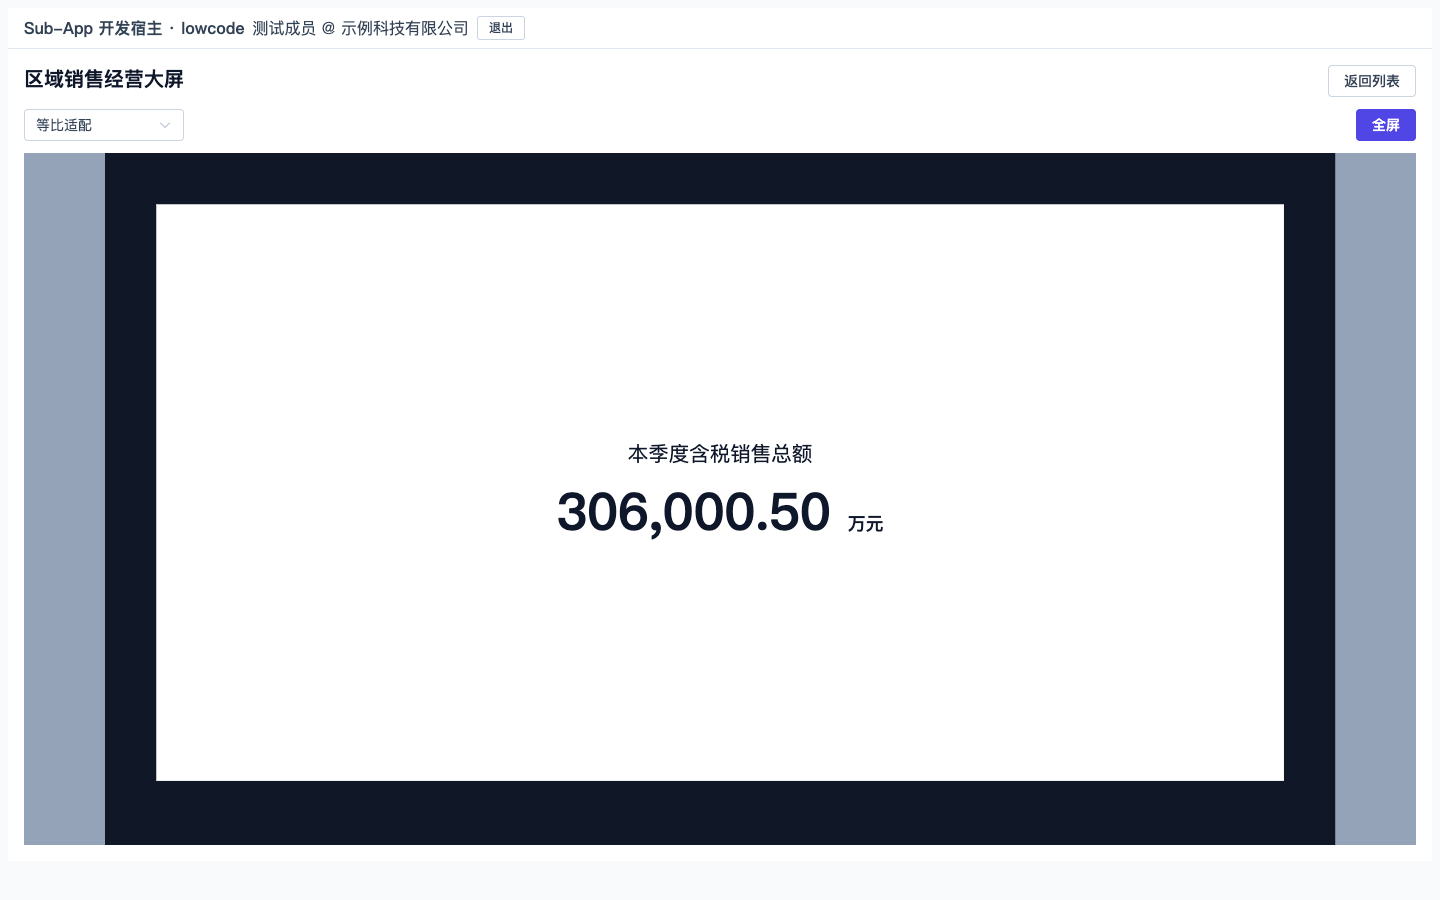 Sub-App 开发宿主 · lowcode 测试成员 @ 示例科技有限公司 退出
区域销售经营大屏 返回列表
等比适配 全屏
本季度含税销售总额
306,000.50 万元